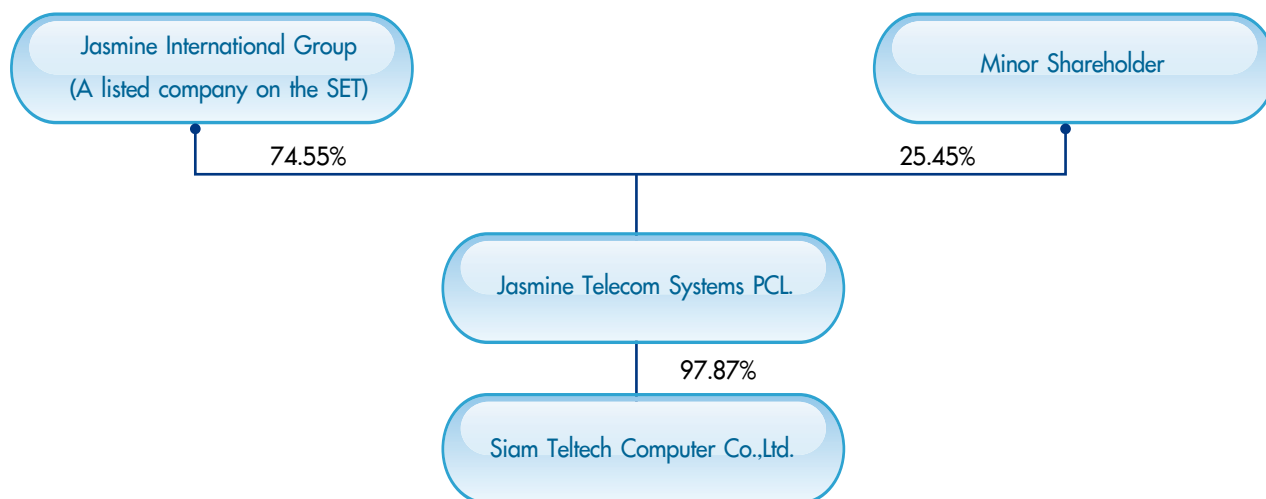 Jasmine International Group
(A listed company on the SET)
Minor Shareholder
74.55%
25.45%
Jasmine Telecom Systems PCL.
97.87%
Siam Teltech Computer Co.,Ltd.